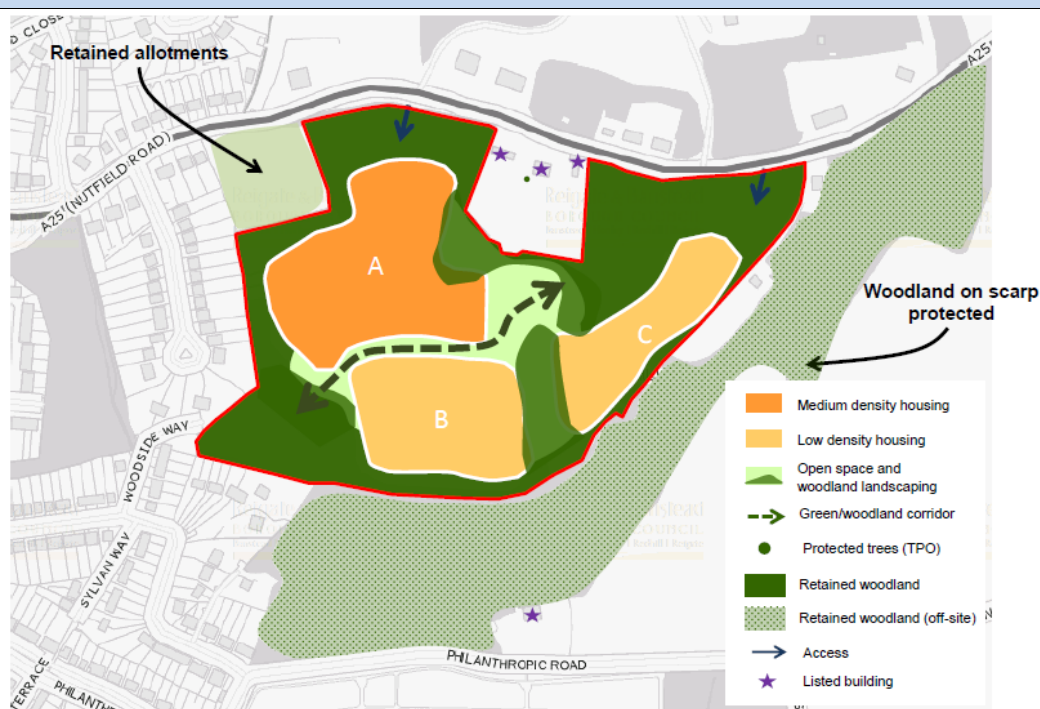 D CLOSE
Retained allotments
A25
A25 (NUTFIELD ROAD)
Woodland on scarp
protected
A
B
C
WOODSIDE WAY
SYLVAN WAY
TERRACE
PHILANTHROPIC ROAD
Medium density housing
Low density housing
Open space and
woodland landscaping
Green/woodland corridor
Protected trees (TPO)
Retained woodland
Retained woodland (off-site)
Access
Listed building